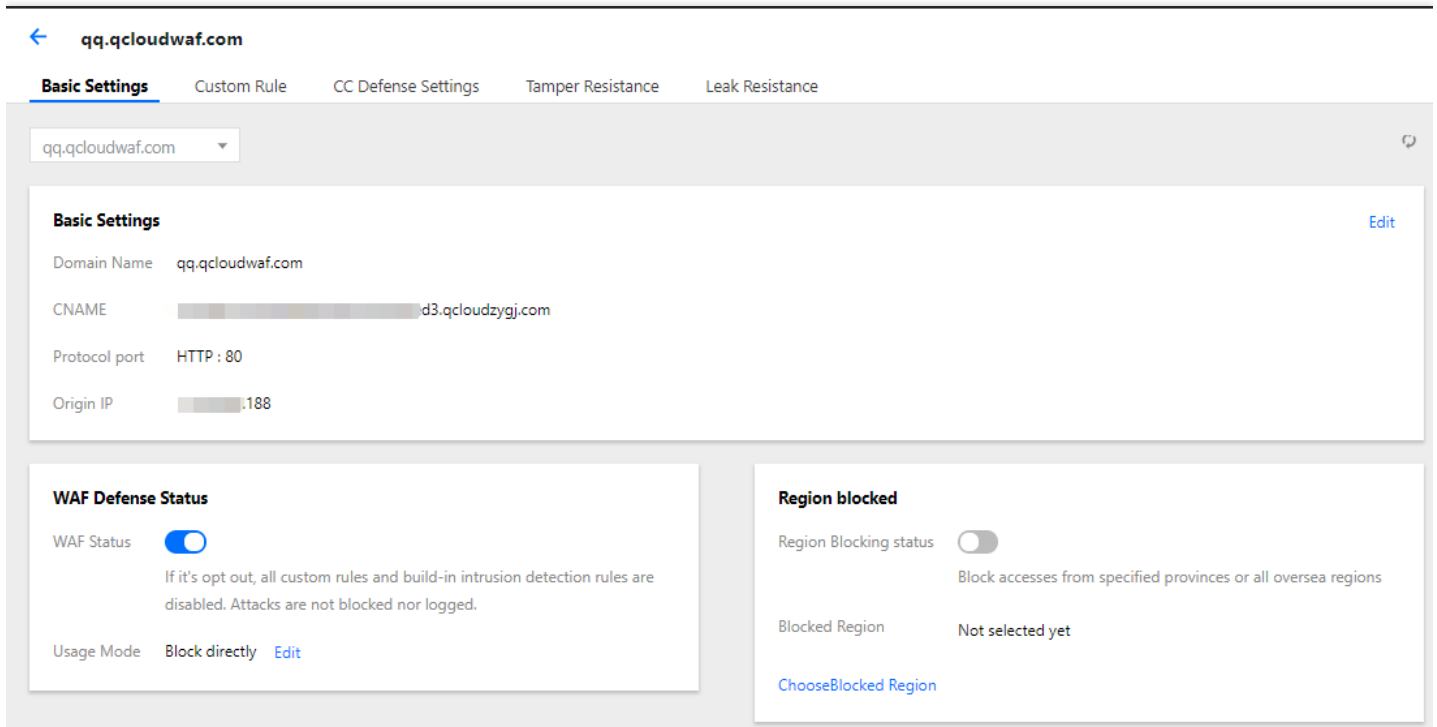 qq.qcloudwaf.com
Basic Settings Custom Rule CC Defense Settings Tamper Resistance Leak Resistance
qq.qcloudwaf.com
Basic Settings Edit
Domain Name qq.qcloudwaf.com
CNAME d3.qcloudzygj.com
Protocol port HTTP : 80
Origin IP .188
WAF Defense Status
WAF Status
If it's opt out, all custom rules and build-in intrusion detection rules are
disabled. Attacks are not blocked nor logged.
Usage Mode Block directly Edit
Region blocked
Region Blocking status
Block accesses from specified provinces or all oversea regions
Blocked Region Not selected yet
ChooseBlocked Region